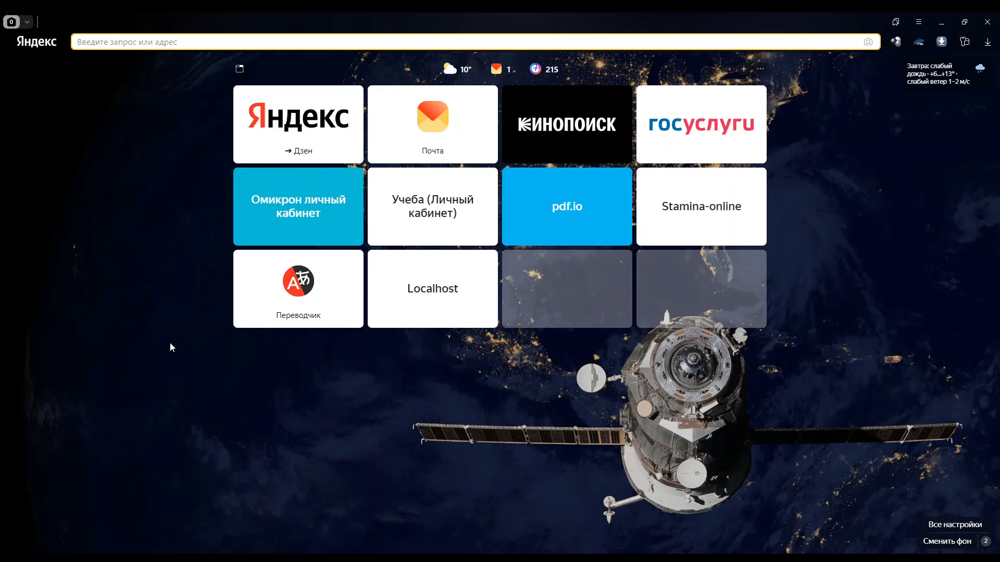 0
Яндекс
Введите запрос или адрес
10°
1
215
Завтра: слабый
дождь · +6...+13° ·
слабый ветер 1–2 м/с
Яндекс
→ Дзен
Почта
КИНОПОИСК
госуслуги
Омикрон личный
кабинет
Учеба (Личный
кабинет)
pdf.io
Stamina-online
Aあ
Переводчик
Localhost
Все настройки
Сменить фон
2